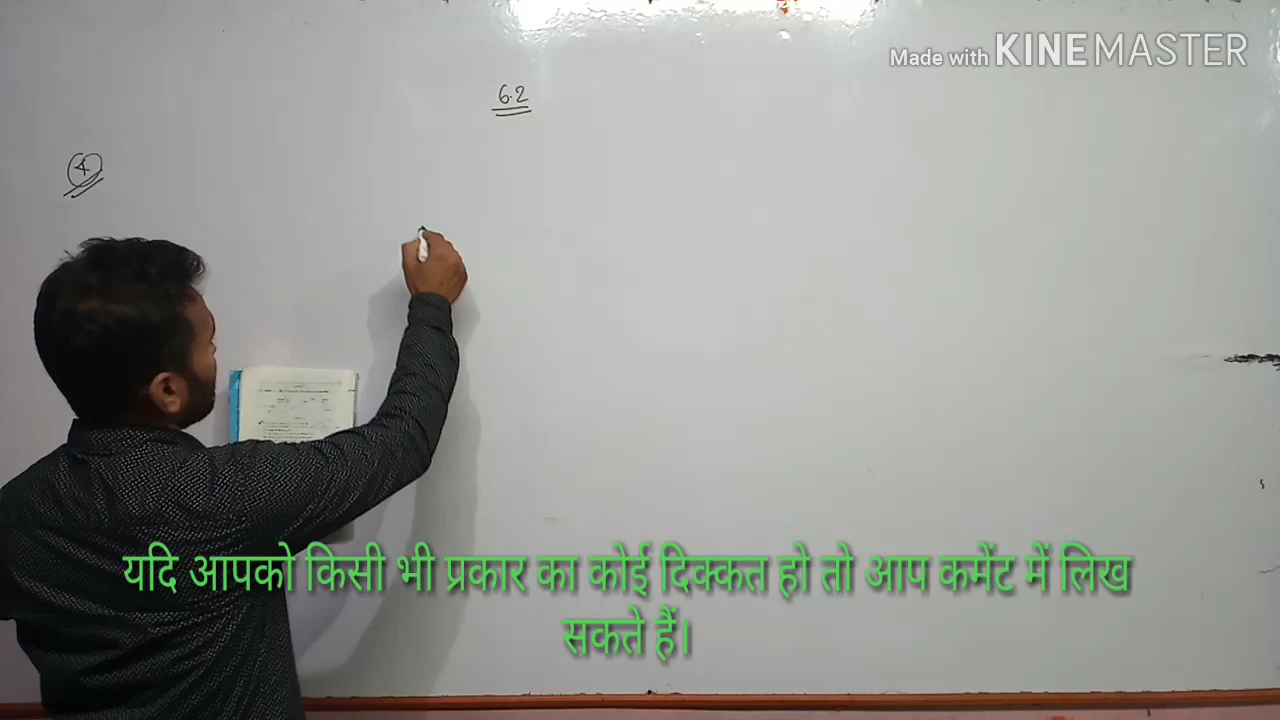 Made with KINEMASTER
6.2
4
यदि आपको किसी भी प्रकार का कोई दिक्कत हो तो आप कमेंट में लिख
सकते हैं।